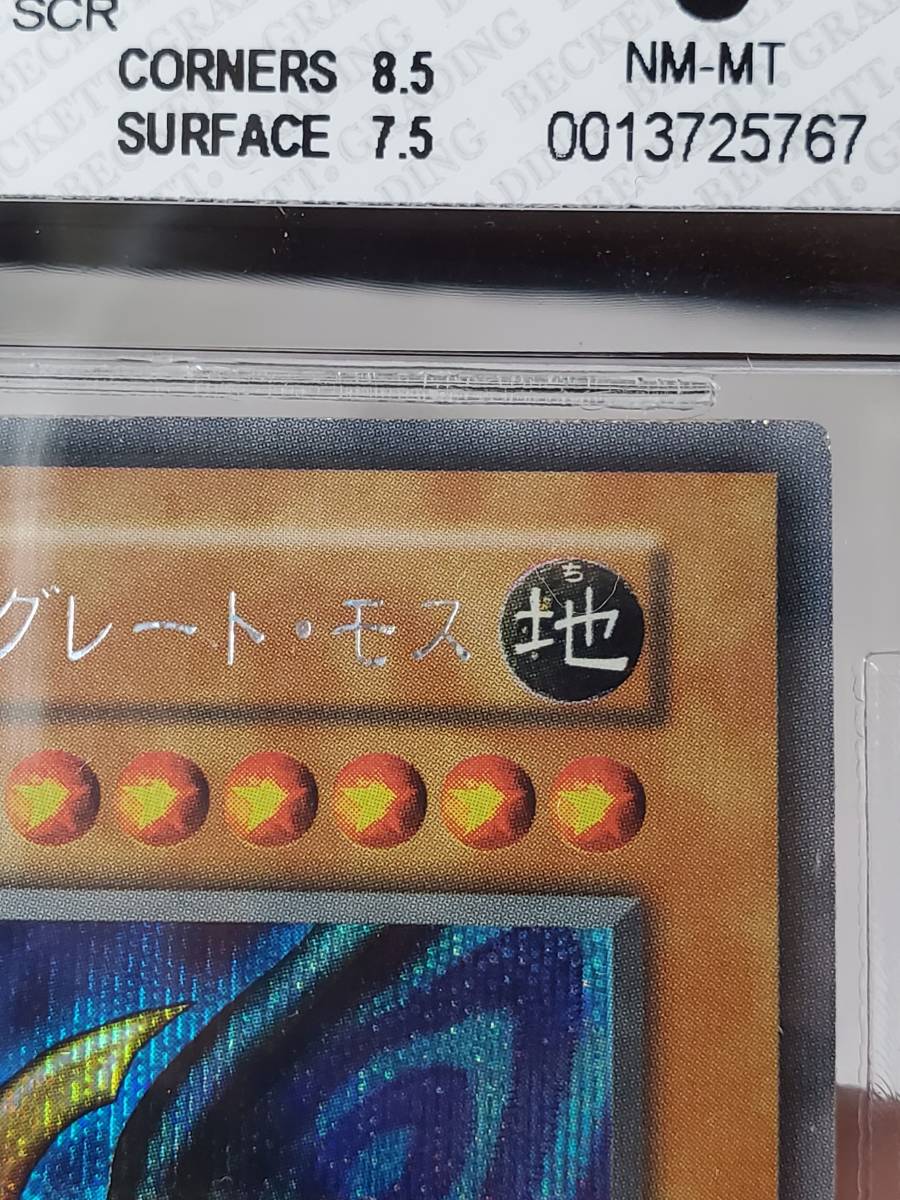 SCR
CORNERS 8.5
SURFACE 7.5
NM-MT
0013725767
グレート・モス
ち
地